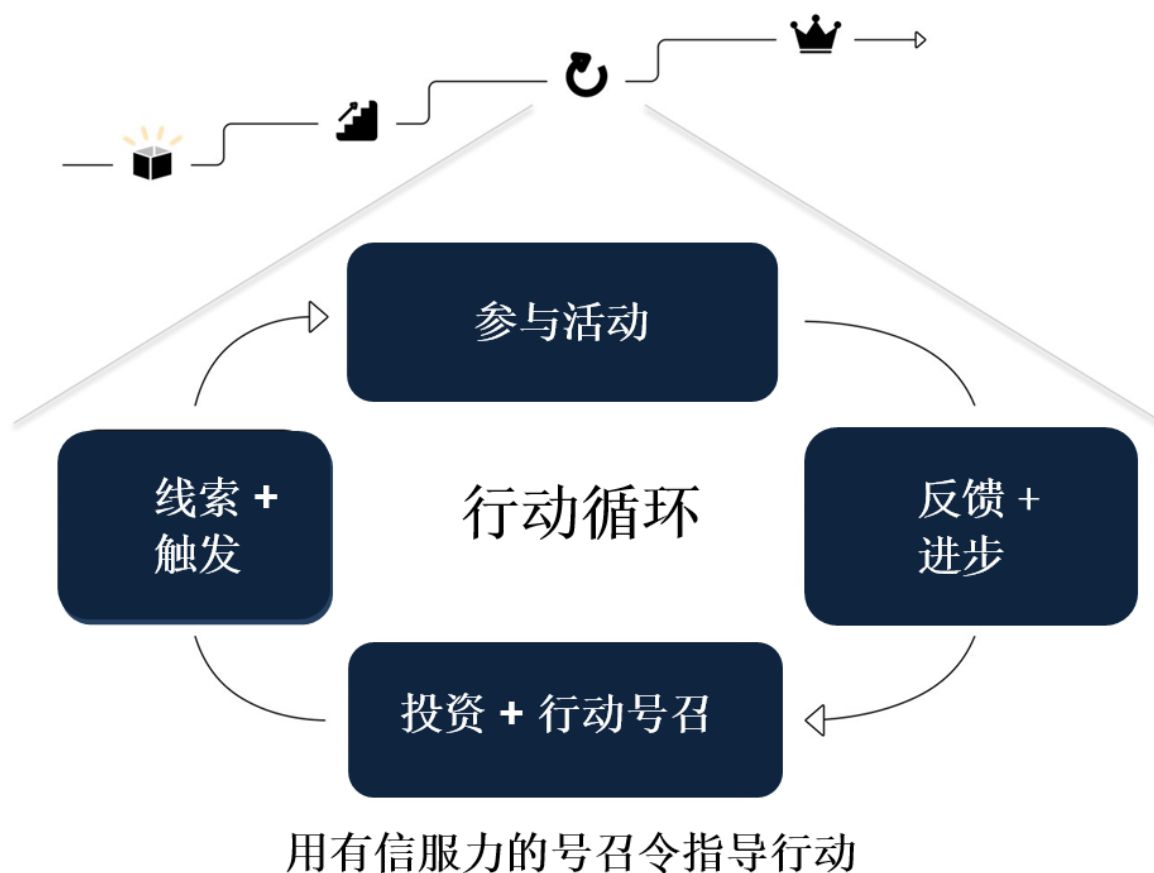 参与活动
线索 +
触发
行动循环
反馈 +
进步
投资 + 行动号召
用有信服力的号召令指导行动